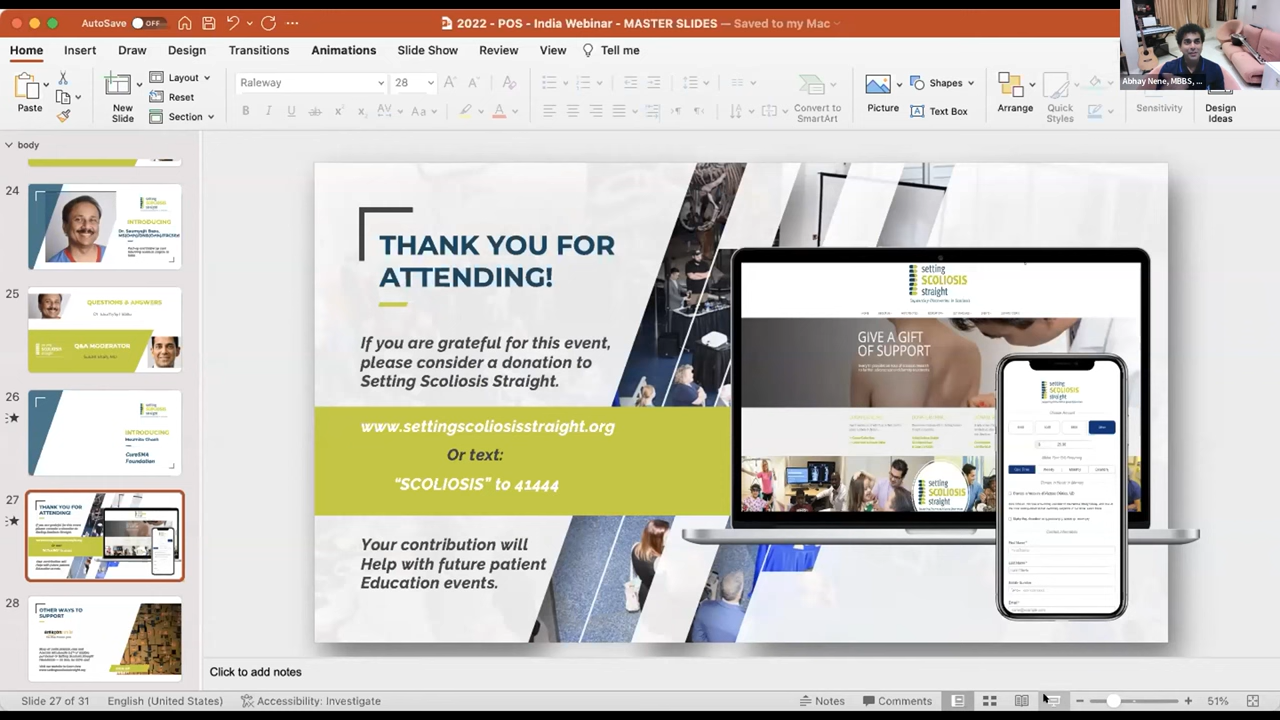 AutoSave OFF
2022 - POS - India Webinar - MASTER SLIDES — Saved to my Mac
Abhay Nene, MBBS, ...
Home Insert Draw Design Transitions Animations Slide Show Review View Tell me
Paste
New Slide
Layout
Reset
Section
Raleway 28
Convert to SmartArt
Picture
Shapes
Text Box
Arrange
Quick Styles
Sensitivity
Design Ideas
body
24
setting SCOLIOSIS straight
INTRODUCING
25
QUESTIONS & ANSWERS
Q&A MODERATOR
26
INTRODUCING
CureSMA
Foundation
27
THANK YOU FOR
ATTENDING!
28
OTHER WAYS TO
SUPPORT
THANK YOU FOR
ATTENDING!
If you are grateful for this event,
please consider a donation to
Setting Scoliosis Straight.
www.settingscoliosisstraight.org
Or text:
"SCOLIOSIS" to 41444
Your contribution will
Help with future patient
Education events.
setting
SCOLIOSIS
straight
GIVE A GIFT
OF SUPPORT
setting
SCOLIOSIS
straight
setting
SCOLIOSIS
straight
Click to add notes
Slide 27 of 31 English (United States) Accessibility: Investigate Notes Comments 51%